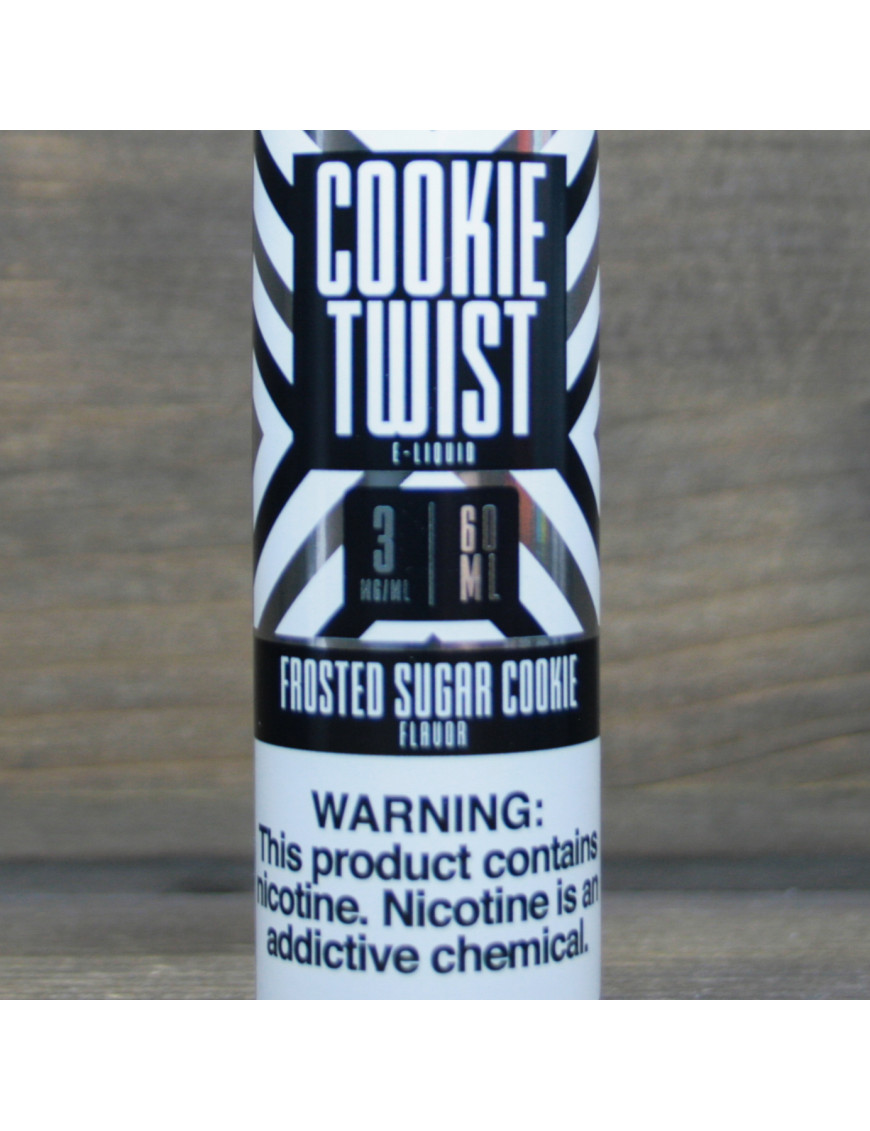 COOKIE
TWIST
E-LIQUID
3 60
MG/ML ML
FROSTED SUGAR COOKIE
FLAVOR
WARNING:
This product contains
nicotine. Nicotine is an
addictive chemical.